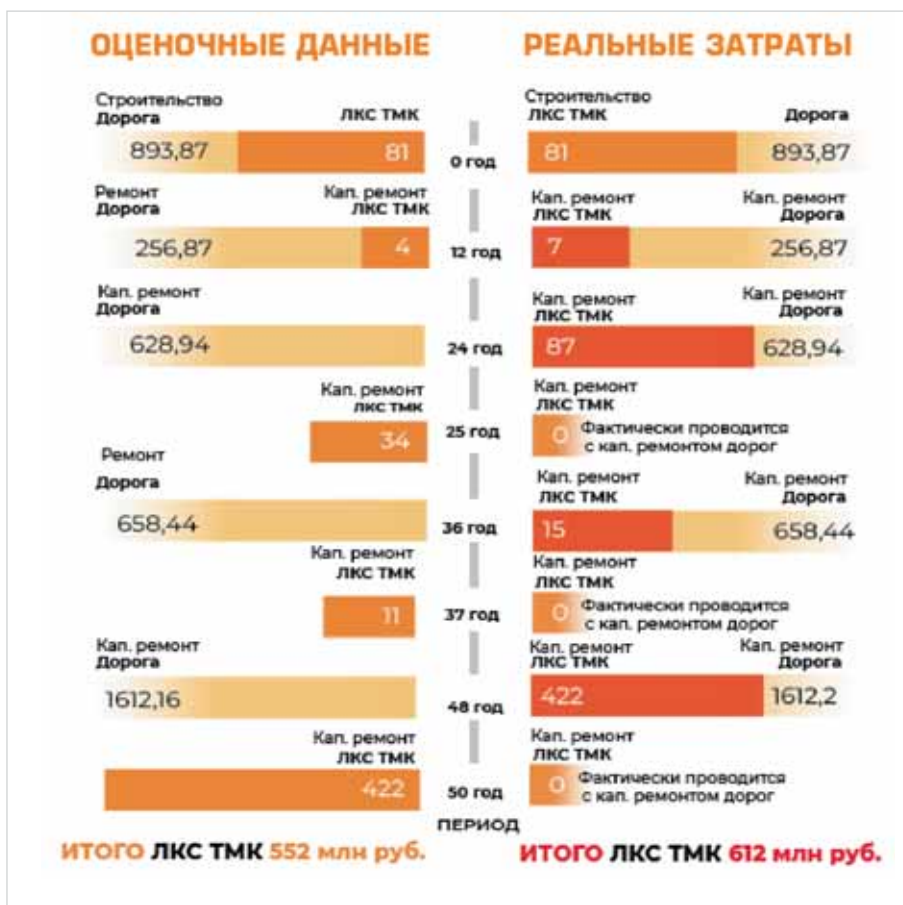 ОЦЕНОЧНЫЕ ДАННЫЕ
Строительство
Дорога
ЛКС ТМК
893,87
81
Ремонт
Дорога
Кап. ремонт
ЛКС ТМК
256,87
4
Кап. ремонт
Дорога
628,94
Кап. ремонт
ЛКС ТМК
34
Ремонт
Дорога
658,44
Кап. ремонт
ЛКС ТМК
11
Кап. ремонт
Дорога
1612,16
Кап. ремонт
ЛКС ТМК
422
ИТОГО ЛКС ТМК 552 млн руб.
0 год
12 год
24 год
25 год
36 год
37 год
48 год
50 год
ПЕРИОД
РЕАЛЬНЫЕ ЗАТРАТЫ
Строительство
ЛКС ТМК
Дорога
81
893,87
Кап. ремонт
ЛКС ТМК
Кап. ремонт
Дорога
7
256,87
Кап. ремонт
ЛКС ТМК
Кап. ремонт
Дорога
87
628,94
Кап. ремонт
ЛКС ТМК
0
Фактически проводится
с кап. ремонтом дорог
Кап. ремонт
ЛКС ТМК
Кап. ремонт
Дорога
15
658,44
Кап. ремонт
ЛКС ТМК
0
Фактически проводится
с кап. ремонтом дорог
Кап. ремонт
ЛКС ТМК
Кап. ремонт
Дорога
422
1612,2
Кап. ремонт
ЛКС ТМК
0
Фактически проводится
с кап. ремонтом дорог
ИТОГО ЛКС ТМК 612 млн руб.